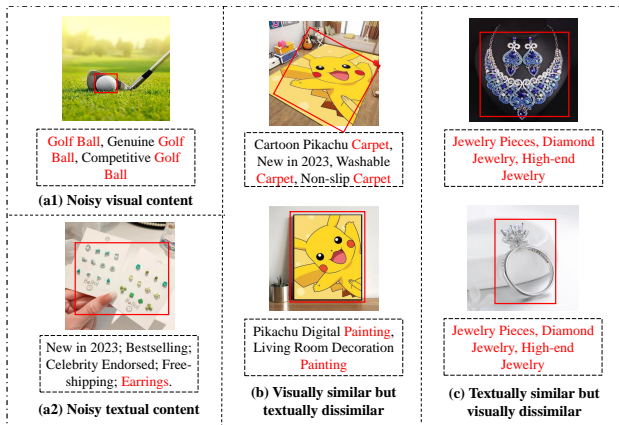 Golf Ball, Genuine Golf
Ball, Competitive Golf
Ball
(a1) Noisy visual content
New in 2023; Bestselling;
Celebrity Endorsed; Free-
shipping; Earrings.
(a2) Noisy textual content
Cartoon Pikachu Carpet,
New in 2023, Washable
Carpet, Non-slip Carpet
Pikachu Digital Painting,
Living Room Decoration
Painting
(b) Visually similar but
textually dissimilar
Jewelry Pieces, Diamond
Jewelry, High-end
Jewelry
Jewelry Pieces, Diamond
Jewelry, High-end
Jewelry
(c) Textually similar but
visually dissimilar